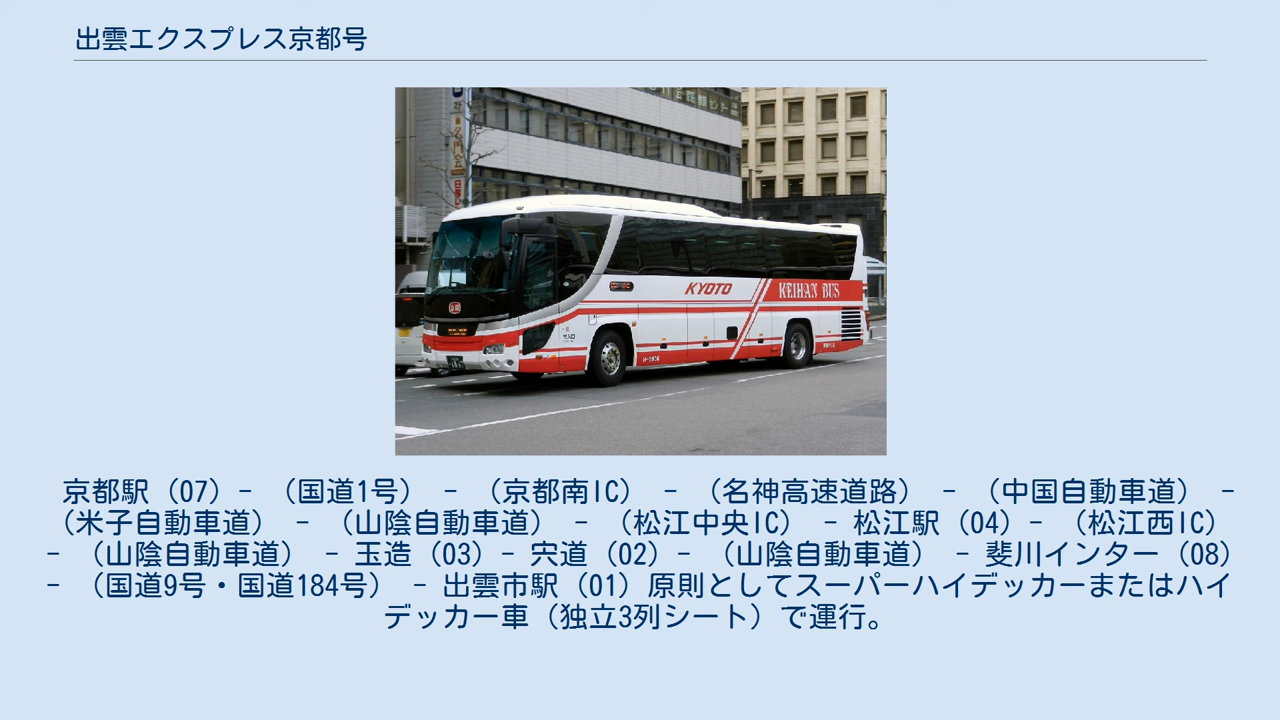 出雲エクスプレス京都号
KYOTO
KEIHAN BUS
京都駅（07）- （国道1号） - （京都南IC） - （名神高速道路） - （中国自動車道） -
（米子自動車道） - （山陰自動車道） - （松江中央IC） - 松江駅（04）- （松江西IC）
- （山陰自動車道） - 玉造（03）- 宍道（02）- （山陰自動車道） - 斐川インター（08）
- （国道9号・国道184号） - 出雲市駅（01）原則としてスーパーハイデッカーまたはハイ
デッカー車（独立3列シート）で運行。